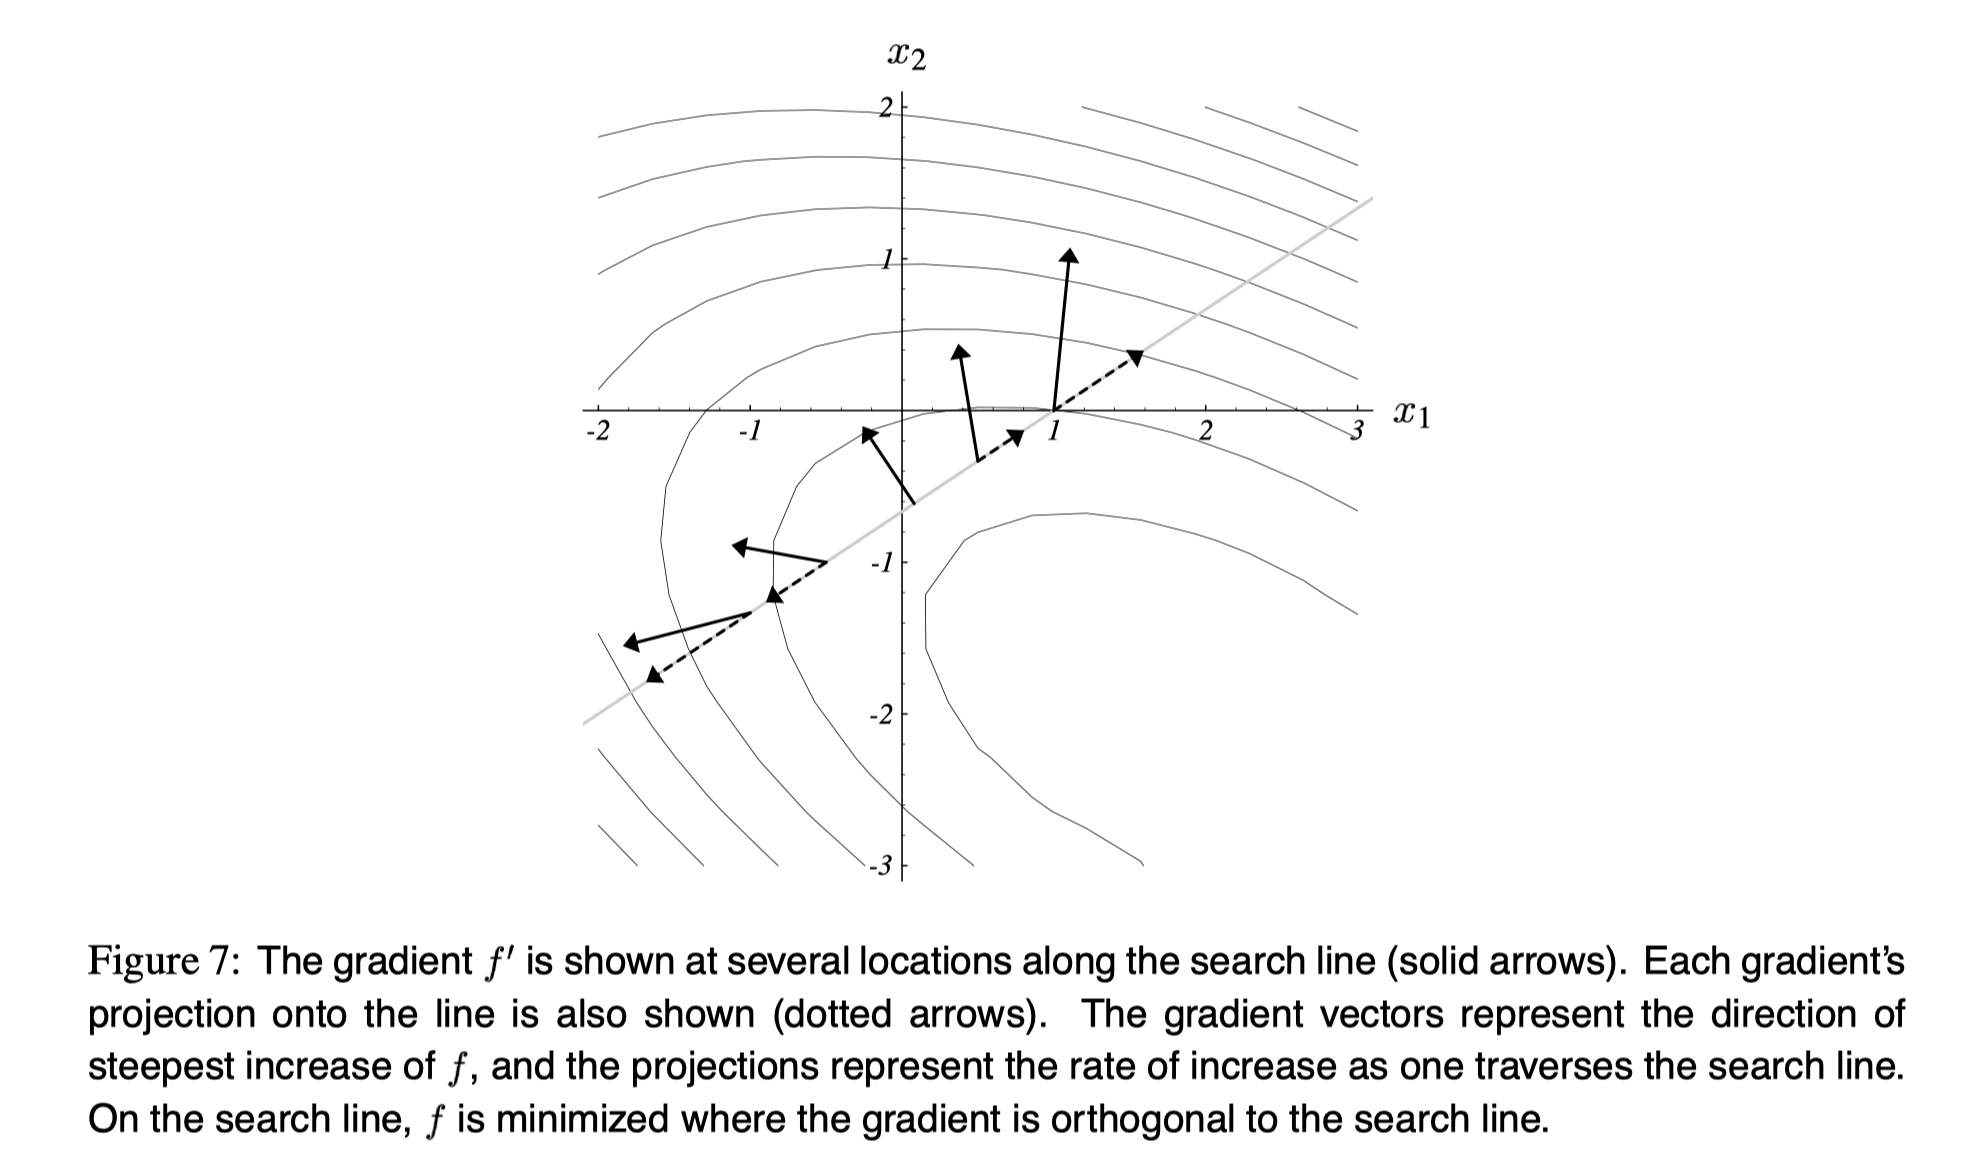 x2
2
1
x1
-2
-1
1
2
3
-1
-2
-3
Figure 7: The gradient f′ is shown at several locations along the search line (solid arrows). Each gradient’s
projection onto the line is also shown (dotted arrows). The gradient vectors represent the direction of
steepest increase of f, and the projections represent the rate of increase as one traverses the search line.
On the search line, f is minimized where the gradient is orthogonal to the search line.